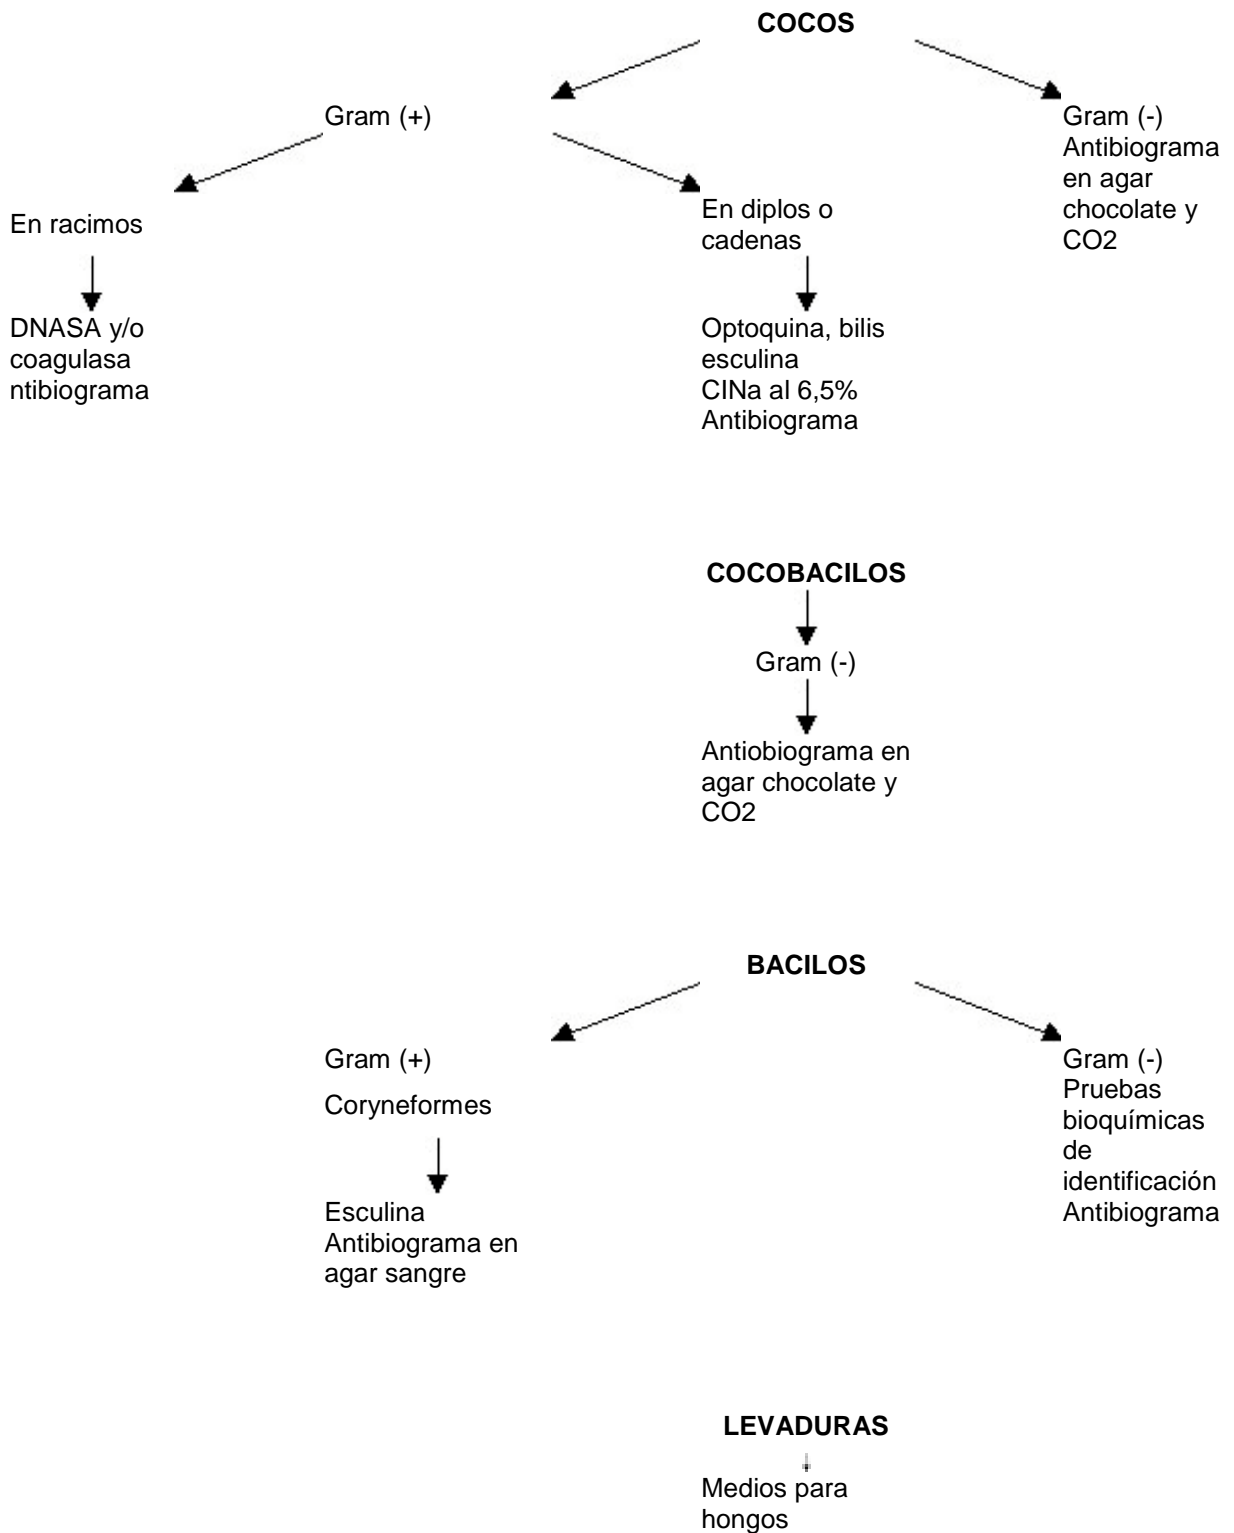 COCOS
Gram (+)
Gram (-)
Antibiograma
en agar
chocolate y
CO2
En racimos
En diplos o
cadenas
DNASA y/o
coagulasa
ntibiograma
Optoquina, bilis
esculina
ClNa al 6,5%
Antibiograma
COCOBACILOS
Gram (-)
Antiobiograma en
agar chocolate y
CO2
BACILOS
Gram (+)
Coryneformes
Esculina
Antibiograma en
agar sangre
Gram (-)
Pruebas
bioquímicas
de
identificación
Antibiograma
LEVADURAS
Medios para
hongos